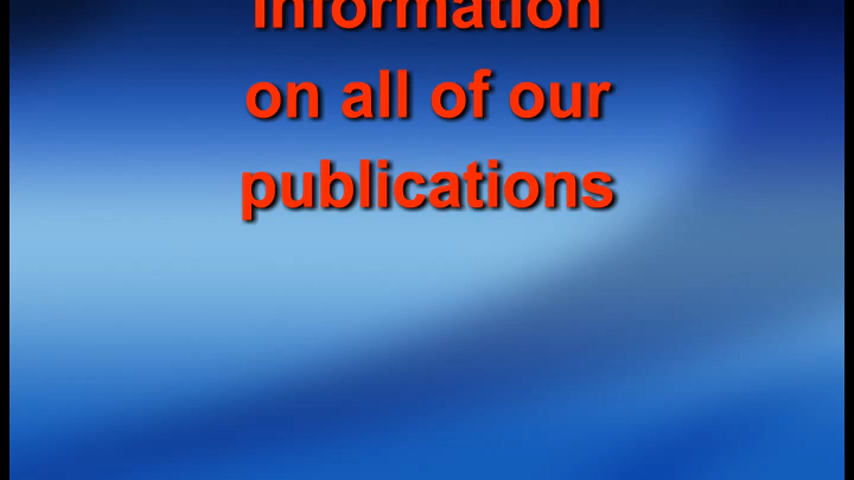 information
on all of our
publications